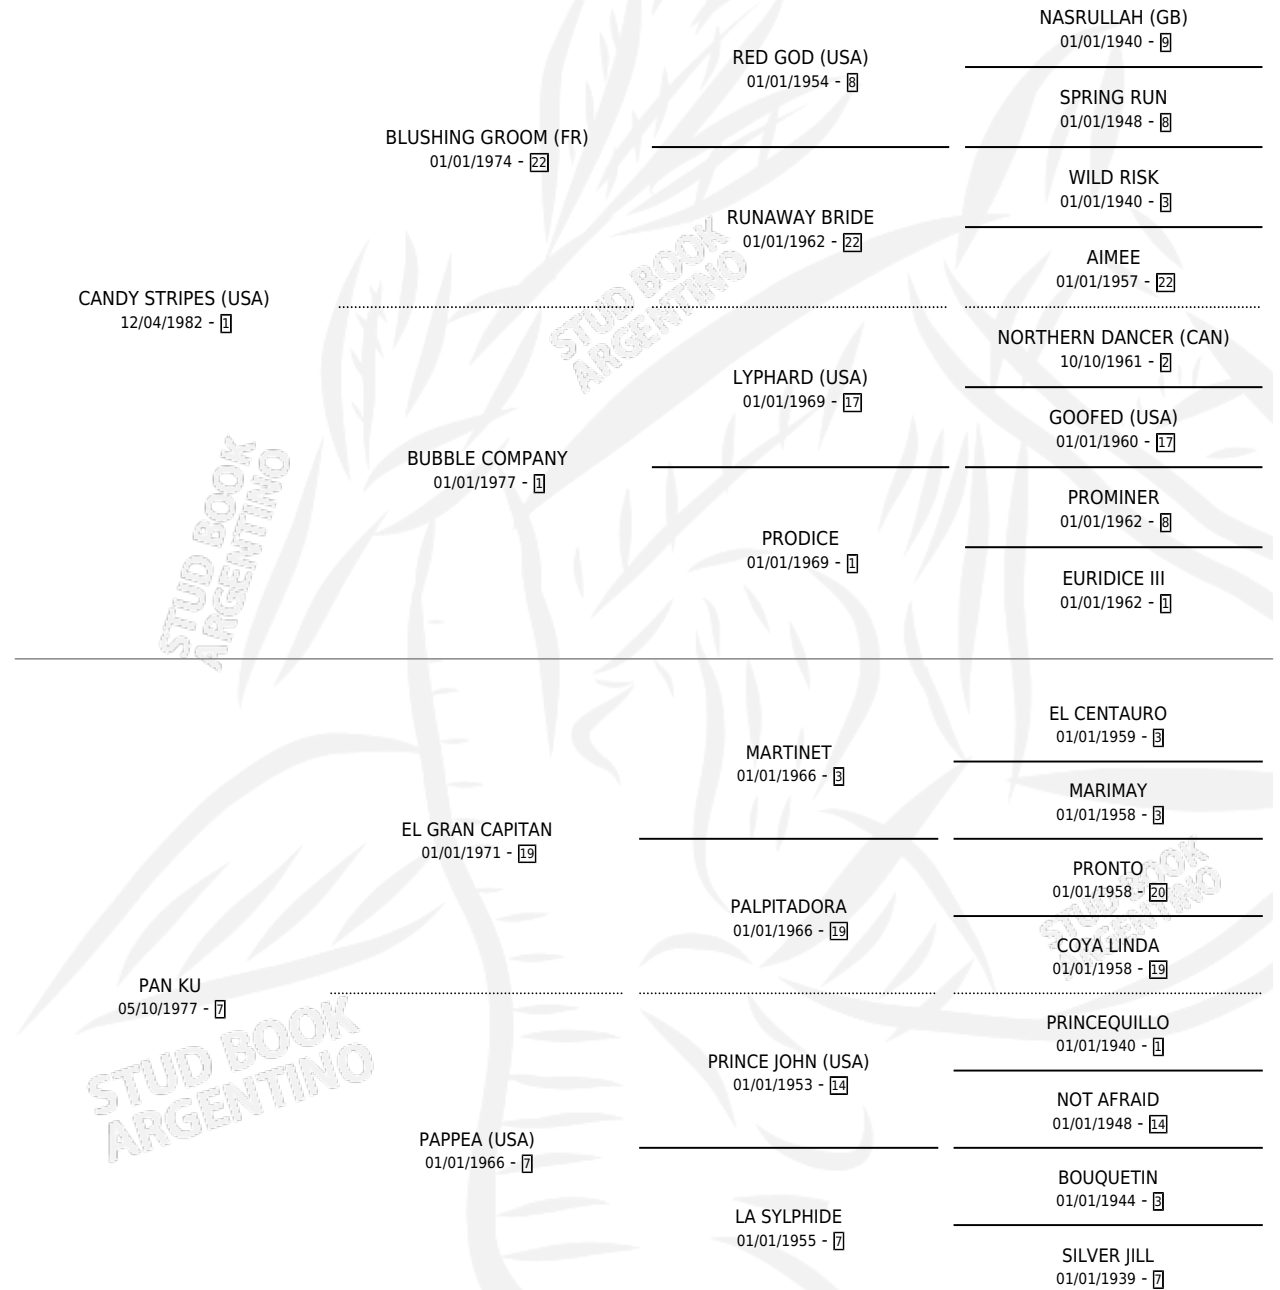 NASRULLAH (GB)
01/01/1940 - 9
RED GOD (USA)
01/01/1954 - 8
SPRING RUN
01/01/1948 - 8
BLUSHING GROOM (FR)
01/01/1974 - 22
WILD RISK
01/01/1940 - 3
RUNAWAY BRIDE
01/01/1962 - 22
AIMEE
01/01/1957 - 22
CANDY STRIPES (USA)
12/04/1982 - 1
NORTHERN DANCER (CAN)
10/10/1961 - 2
LYPHARD (USA)
01/01/1969 - 17
GOOFED (USA)
01/01/1960 - 17
BUBBLE COMPANY
01/01/1977 - 1
PROMINER
01/01/1962 - 8
PRODICE
01/01/1969 - 1
EURIDICE III
01/01/1962 - 1
STUD BOOK
ARGENTINO
STUD BOOK
ARGENTINO
EL CENTAURO
01/01/1959 - 3
MARTINET
01/01/1966 - 3
MARIMAY
01/01/1958 - 3
EL GRAN CAPITAN
01/01/1971 - 19
PRONTO
01/01/1958 - 20
PALPITADORA
01/01/1966 - 19
COYA LINDA
01/01/1958 - 19
PAN KU
05/10/1977 - 7
PRINCEQUILLO
01/01/1940 - 1
PRINCE JOHN (USA)
01/01/1953 - 14
NOT AFRAID
01/01/1948 - 14
PAPPEA (USA)
01/01/1966 - 7
BOUQUETIN
01/01/1944 - 3
LA SYLPHIDE
01/01/1955 - 7
SILVER JILL
01/01/1939 - 7
STUD BOOK
ARGENTINO
STUD BOOK
ARGENTINO